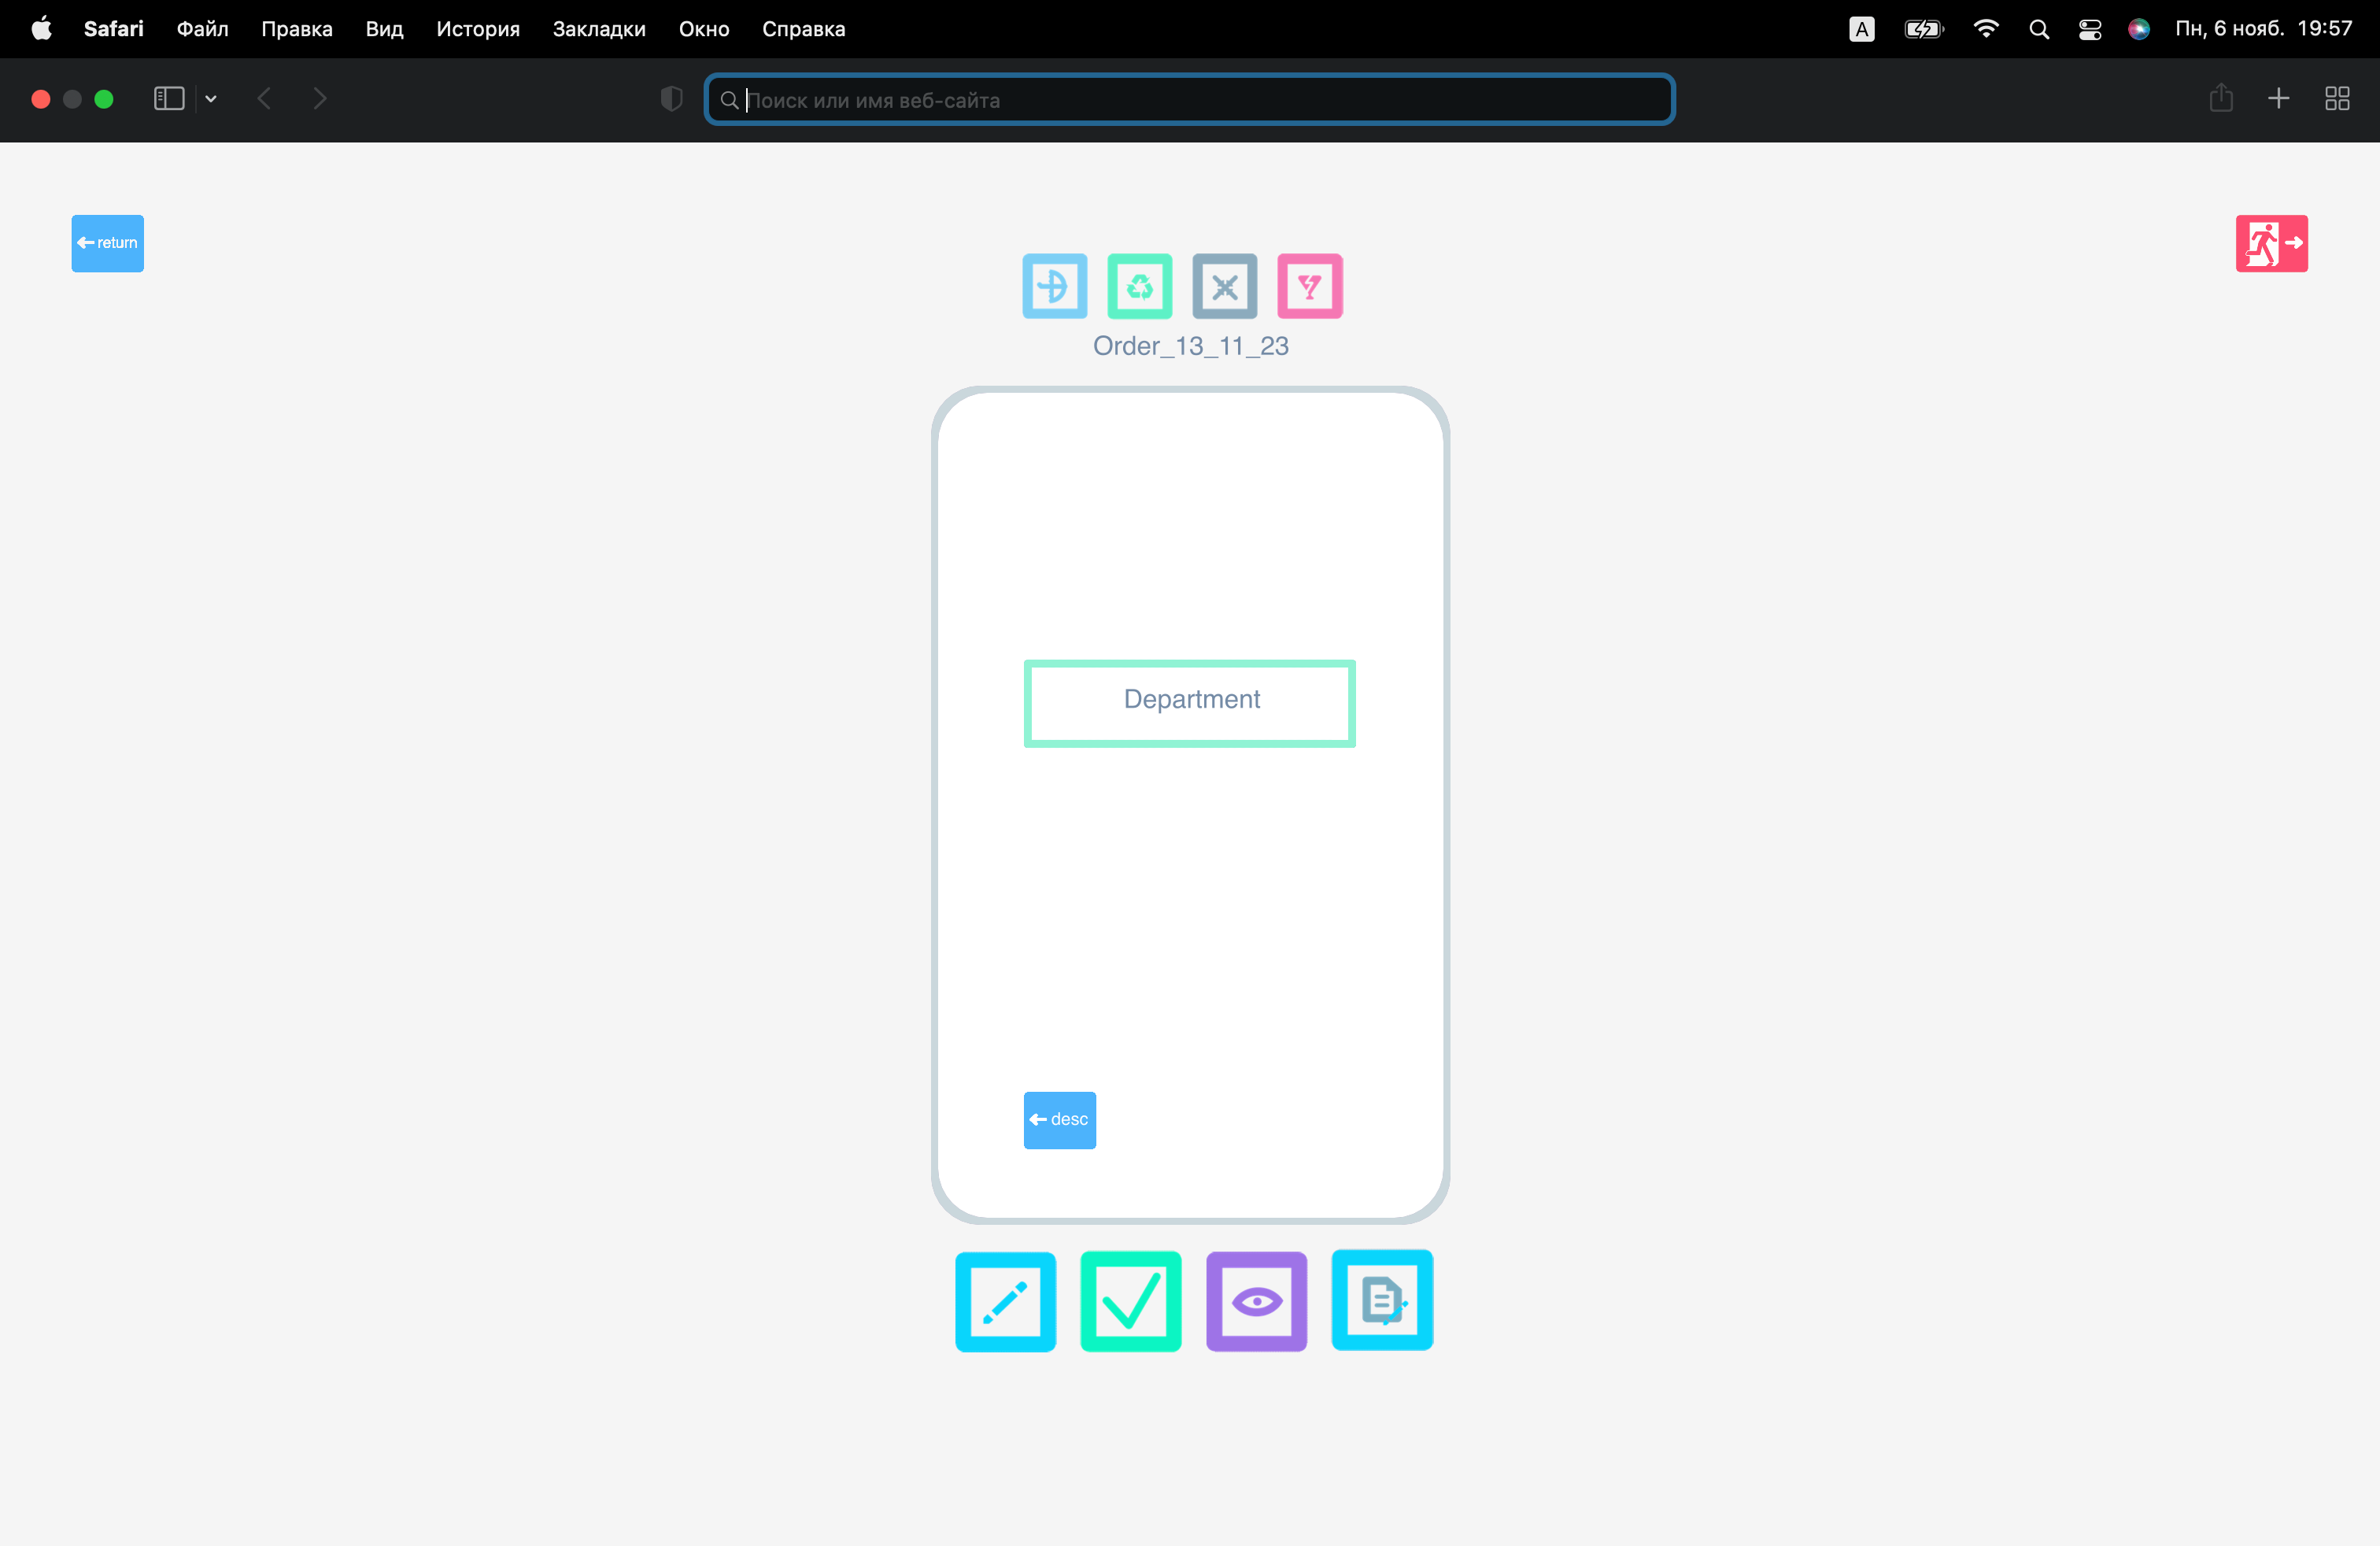 Safari Файл Правка Вид История Закладки Окно Справка A Пн, 6 нояб. 19:57
Поиск или имя веб-сайта
return
Order_13_11_23
Department
desc